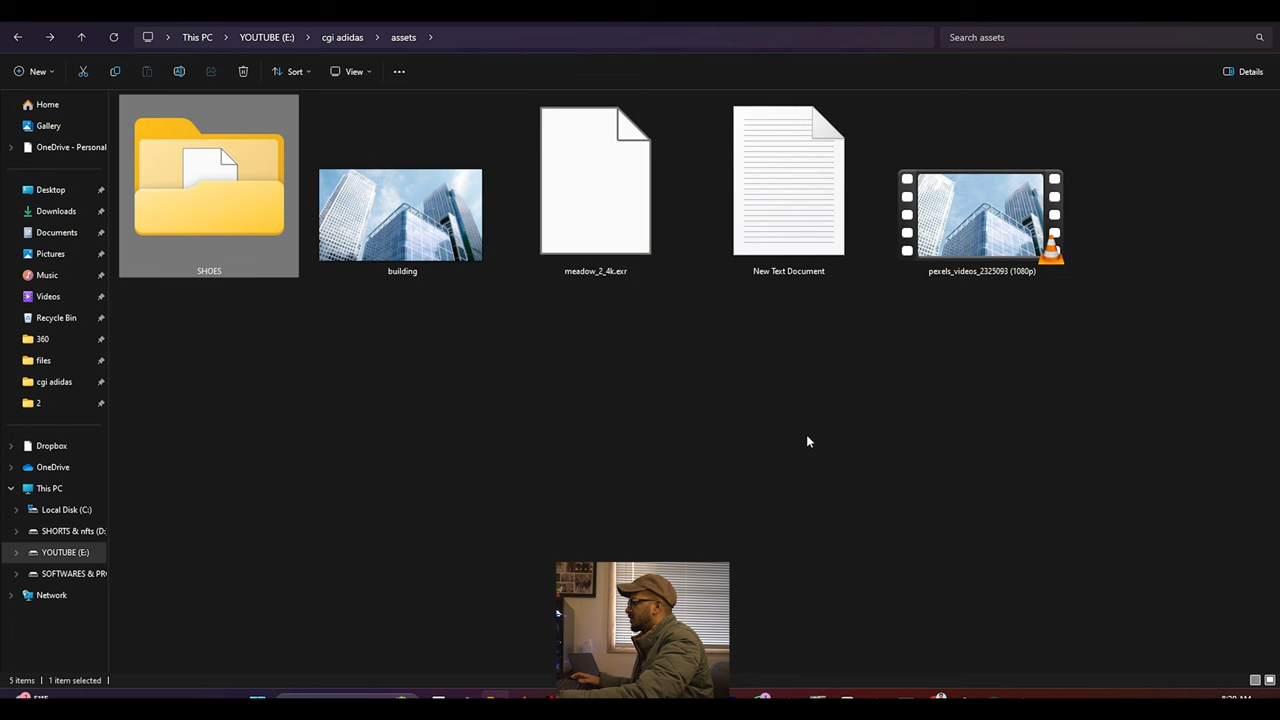 This PC > YOUTUBE (E:) > cgi adidas > assets >
Search assets
New
Sort
View
Details
Home
Gallery
OneDrive - Personal
Desktop
Downloads
Documents
Pictures
Music
Videos
Recycle Bin
360
files
cgi adidas
2
Dropbox
OneDrive
This PC
Local Disk (C:)
SHORTS & nfts (D:
YOUTUBE (E:)
SOFTWARES & PR
Network
SHOES
building
meadow_2_4k.exr
New Text Document
pexels_videos_2325093 (1080p)
5 items
1 item selected